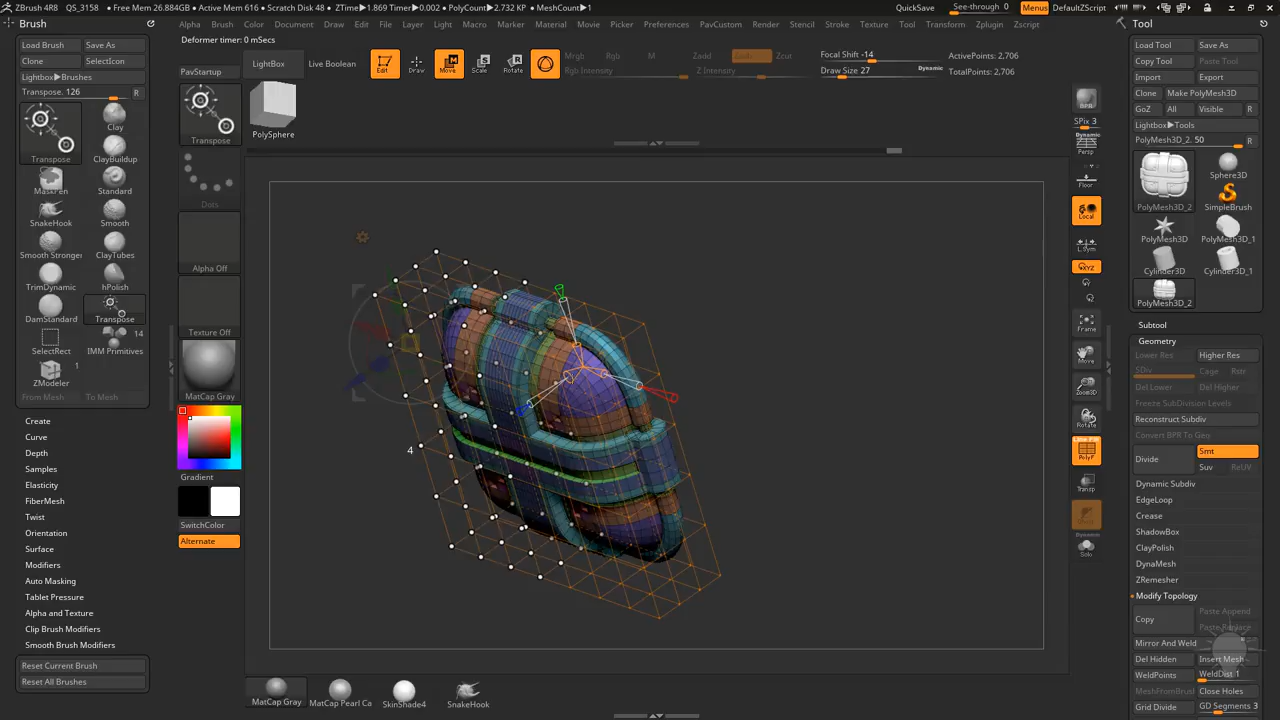 ZBrush 4R8
QS_3158
• Free Mem 26.884GB • Active Mem 616 • Scratch Disk 48 • ZTime▶1.869 Timer▶0.002 • PolyCount▶2.732 KP • MeshCount▶1
QuickSave
See-through 0
Menus
DefaultZScript
Brush
Alpha Brush Color Document Draw Edit File Layer Light Macro Marker Material Movie Picker Preferences PavCustom Render Stencil Stroke Texture Tool Transform Zplugin Zscript
Tool
Deformer timer: 0 mSecs
Load Brush
Save As
Clone
SelectIcon
Lightbox▶Brushes
Transpose. 126
R
Transpose
Clay
ClayBuildup
MaskPen
Standard
SnakeHook
Smooth
Smooth Stronger
ClayTubes
TrimDynamic
hPolish
DamStandard
Transpose
SelectRect
14
IMM Primitives
ZModeler
1
From Mesh
To Mesh
Create
Curve
Depth
Samples
Elasticity
FiberMesh
Twist
Orientation
Surface
Modifiers
Auto Masking
Tablet Pressure
Alpha and Texture
Clip Brush Modifiers
Smooth Brush Modifiers
Reset Current Brush
Reset All Brushes
PavStartup
LightBox
Live Boolean
Edit
Draw
Move
Scale
Rotate
Mrgb
Rgb
M
Rgb Intensity
Zadd
Zcut
Z Intensity
Focal Shift -14
Draw Size 27
Dynamic
ActivePoints: 2,706
TotalPoints: 2,706
Transpose
PolySphere
Dots
Alpha Off
Texture Off
MatCap Gray
Gradient
SwitchColor
Alternate
4
MatCap Gray
MatCap Pearl Ca
SkinShade4
SnakeHook
BPR
SPix 3
Dynamic
Persp
Floor
Local
L.Sym
XYZ
Frame
Move
Zoom3D
Rotate
PolyF
Transp
Dynamic
Solo
Load Tool
Save As
Copy Tool
Paste Tool
Import
Export
Clone
Make PolyMesh3D
GoZ
All
Visible
R
Lightbox▶Tools
PolyMesh3D_2. 50
R
PolyMesh3D_2
Sphere3D
SimpleBrush
PolyMesh3D
PolyMesh3D_1
Cylinder3D
Cylinder3D_1
PolyMesh3D_2
Subtool
Geometry
Lower Res
Higher Res
SDiv
Cage
Rstr
Del Lower
Del Higher
Freeze SubDivision Levels
Reconstruct Subdiv
Convert BPR To Geo
Divide
Smt
Suv
ReUV
Dynamic Subdiv
EdgeLoop
Crease
ShadowBox
ClayPolish
DynaMesh
ZRemesher
Modify Topology
Copy
Paste Append
Paste Replace
Mirror And Weld
Del Hidden
Insert Mesh
WeldPoints
WeldDist 1
MeshFromBrush
Close Holes
Grid Divide
GD Segments 3